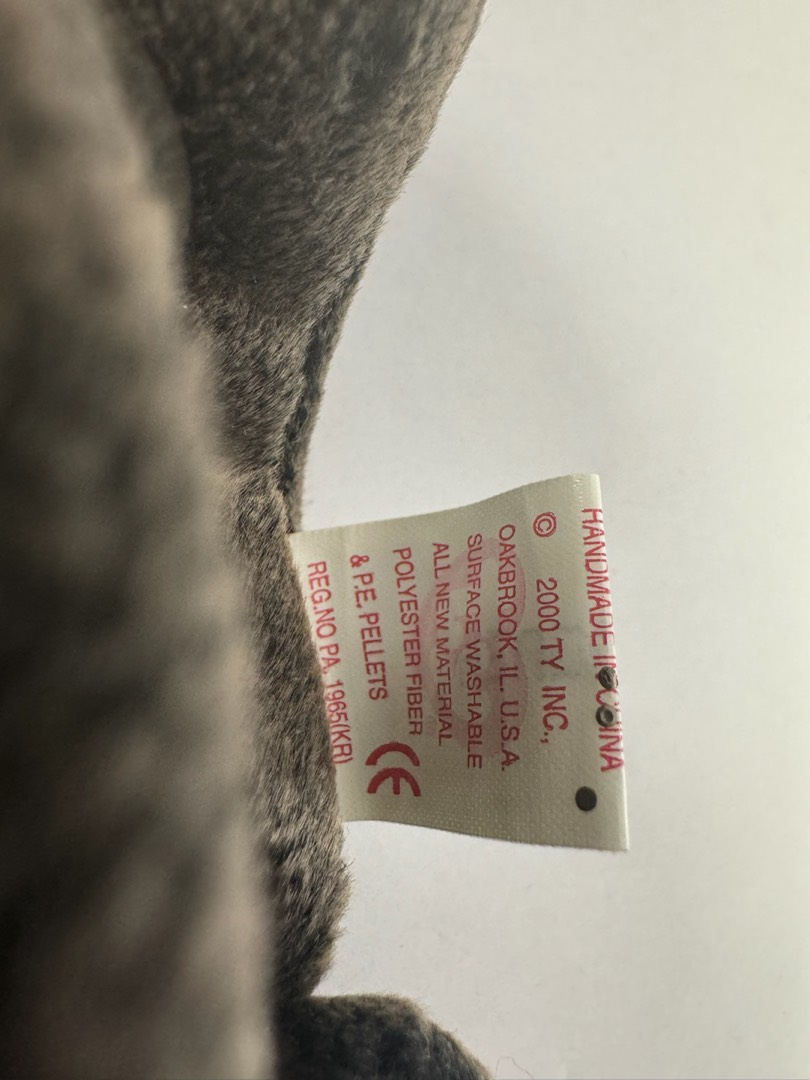 HANDMADE IN CHINA
© 2000 TY INC.,
OAKBROOK, IL. U.S.A.
SURFACE WASHABLE
ALL NEW MATERIAL
POLYESTER FIBER
& P.E. PELLETS CE
REG.NO PA. 1965(KR)